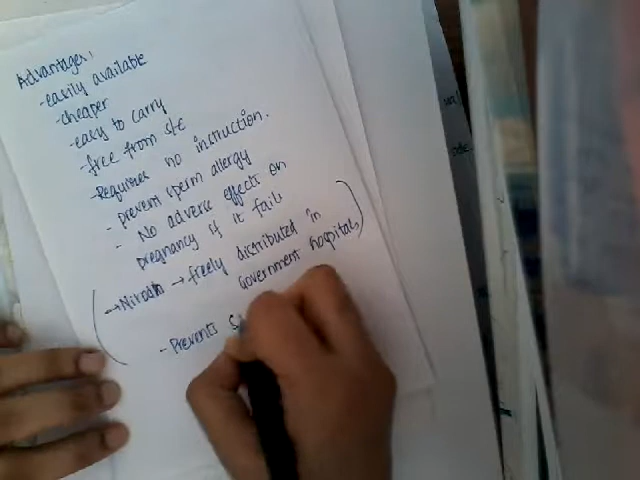 Advantages:
- easily available
- cheaper
- easy to carry
- free from s/e
- Requires no instruction.
- prevent sperm allergy
- No adverse effects on
pregnancy if it fails
→ Nirodh → freely distributed in
Government hospitals
- Prevents